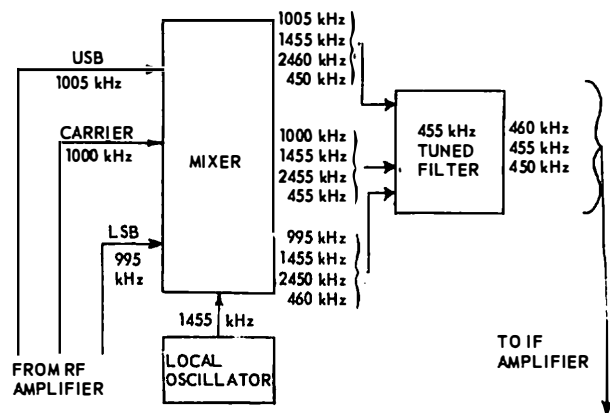 USB
1005 kHz
CARRIER
1000 kHz
LSB
995
kHz
FROM RF
AMPLIFIER
MIXER
1455 kHz
LOCAL
OSCILLATOR
1005 kHz
1455 kHz
2460 kHz
450 kHz
1000 kHz
1455 kHz
2455 kHz
455 kHz
995 kHz
1455 kHz
2450 kHz
460 kHz
455 kHz
TUNED
FILTER
460 kHz
455 kHz
450 kHz
TO IF
AMPLIFIER